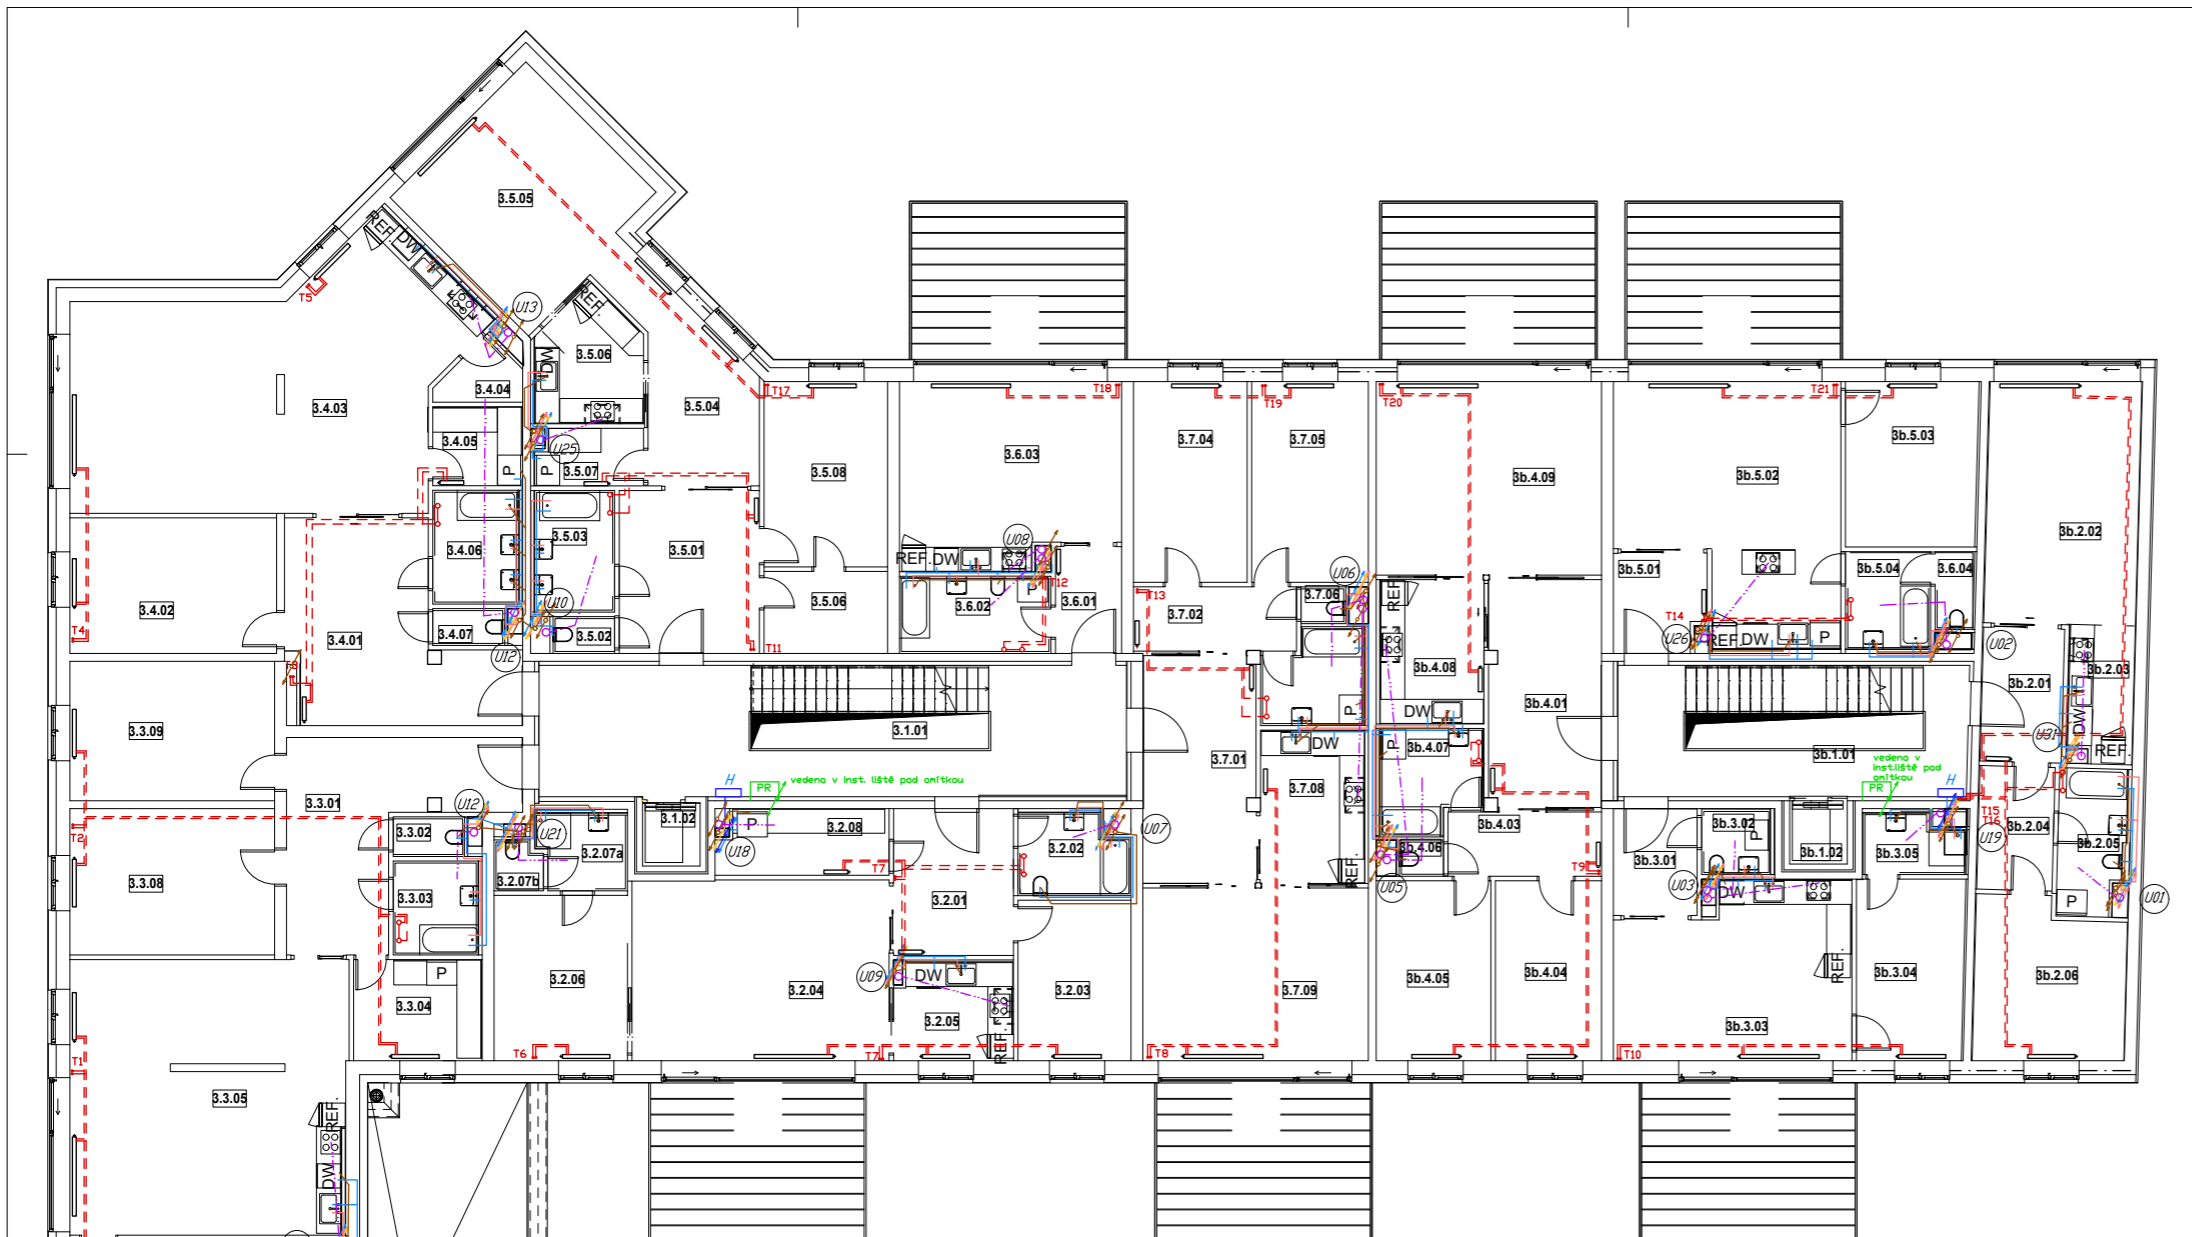 3.5.05
REF.
DW
T5
U13
REF.
DW
3.5.06
3.4.04
3.4.03
T17
T18
T19
T20
T21
3.5.04
3.4.05
U25
P
P
3.5.07
3.7.04
3.7.05
3.6.03
3b.5.03
3.5.08
3b.4.09
3b.5.02
3b.2.02
3.4.06
3.5.03
3.5.01
U08
REF.
DW
T12
P
3.6.02
3.6.01
U06
3b.5.01
3b.5.04
3.6.04
3.4.02
U10
3.5.06
T13
3.7.02
3.7.06
REF.
T4
3.4.01
3.4.07
3.5.02
T14
U26
REF.
DW
P
U02
T11
U12
3b.4.08
3b.2.03
3b.2.01
3b.4.01
P
DW
3.3.09
3.1.01
DW
3b.4.07
P
U31
DW
REF.
3.7.01
3b.1.01
vedeno v inst. liště pod omítkou
H
PR
vedeno v
inst.liště pod
omítkou
PR
H
3.7.08
3.3.01
U12
T2
3.3.02
U21
3.2.07a
3.2.07b
3.1.02
P
3.2.08
U18
U07
3.2.02
3b.4.03
3b.4.06
U05
REF.
T7
T9
3b.3.02
P
3b.3.01
3b.1.02
3b.3.05
T15
T16
U19
3b.2.04
3b.2.05
3.3.08
3.3.03
U03
DW
P
U01
3.2.01
3.3.04
P
3.2.06
U09
DW
3.2.04
3.2.03
3.7.09
3b.4.05
3b.4.04
REF.
3b.3.04
3b.2.06
3.2.05
REF.
3b.3.03
T1
T6
T7
T8
T10
3.3.05
REF.
DW